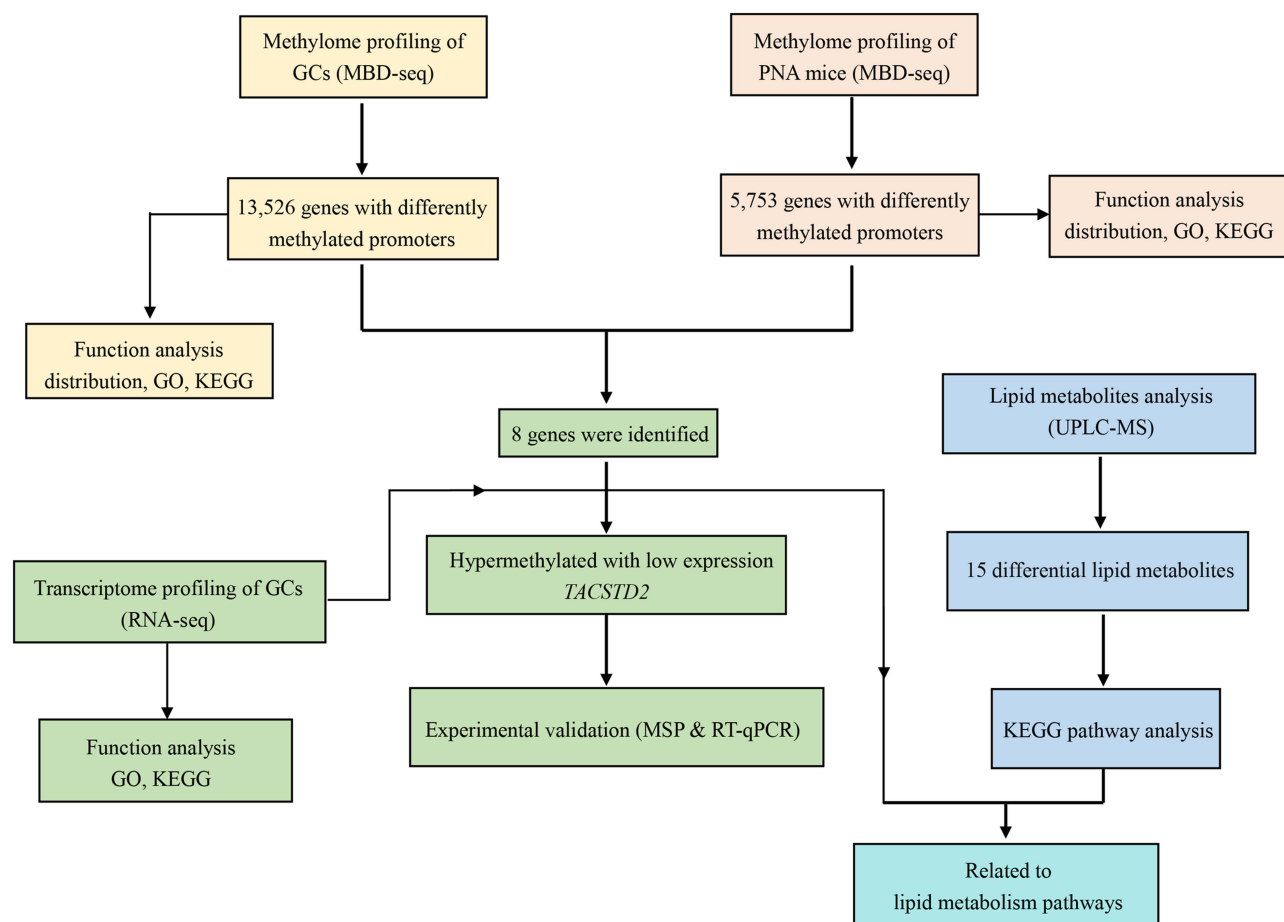 Methylome profiling of
GCs (MBD-seq)
Methylome profiling of
PNA mice (MBD-seq)
13,526 genes with differently
methylated promoters
5,753 genes with differently
methylated promoters
Function analysis
distribution, GO, KEGG
Function analysis
distribution, GO, KEGG
8 genes were identified
Lipid metabolites analysis
(UPLC-MS)
Hypermethylated with low expression
TACSTD2
15 differential lipid metabolites
Transcriptome profiling of GCs
(RNA-seq)
Experimental validation (MSP & RT-qPCR)
KEGG pathway analysis
Function analysis
GO, KEGG
Related to
lipid metabolism pathways